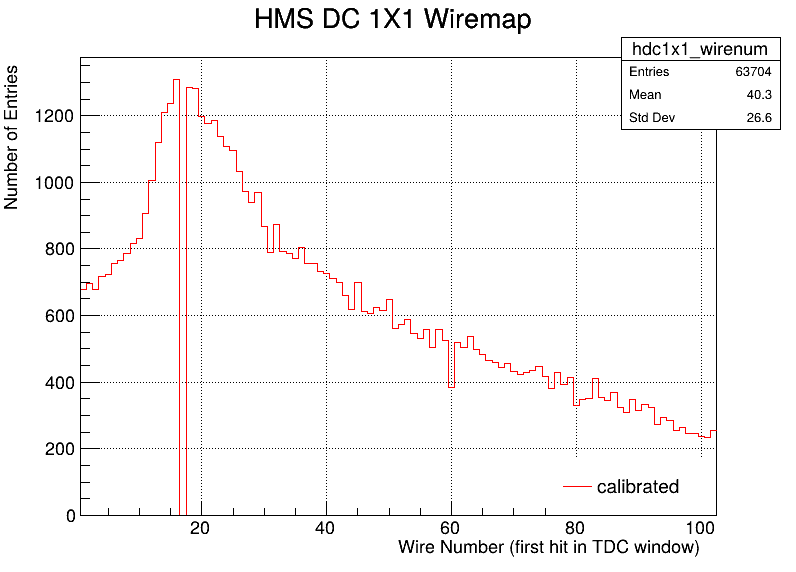 HMS DC 1X1 Wiremap
hdc1x1_wirenum
Entries 63704
Mean 40.3
Std Dev 26.6
Number of Entries
1200
1000
800
600
400
200
0
calibrated
20 40 60 80 100
Wire Number (first hit in TDC window)